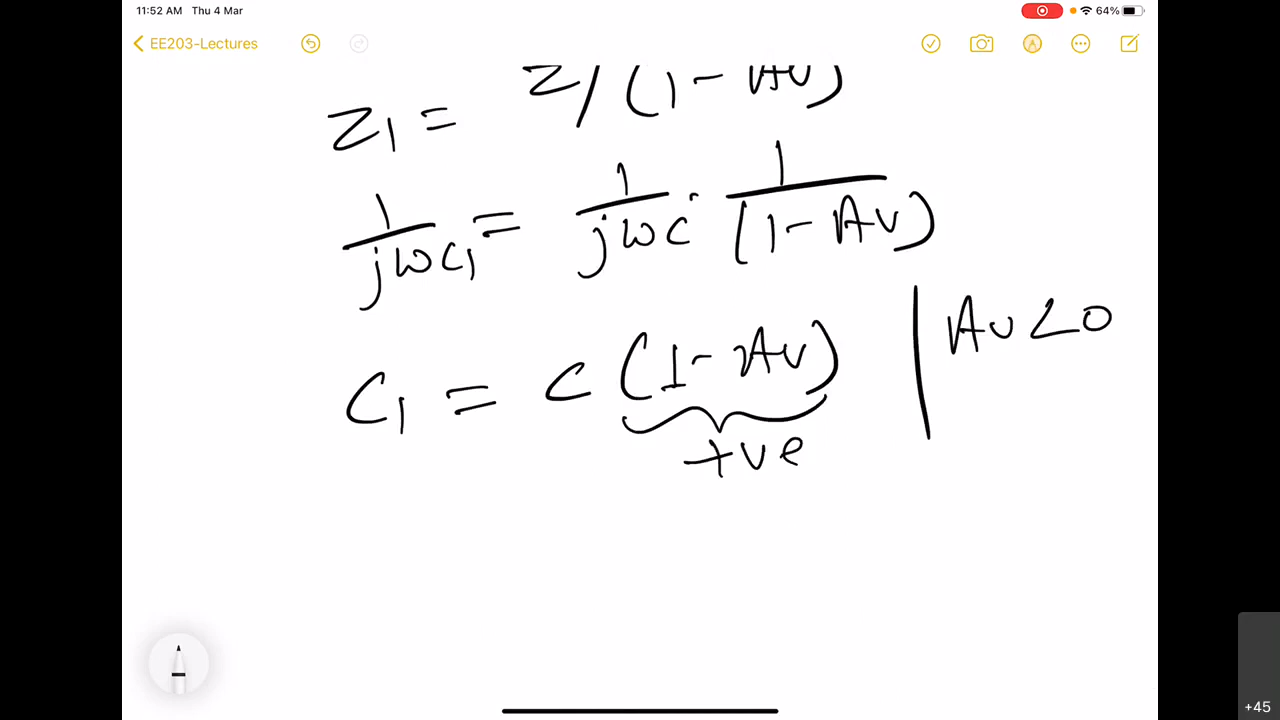 11:52 AM Thu 4 Mar 64%
EE203-Lectures
Z1 = Z/(1-Av)
1/jωC1 = 1/jωC · 1/(1-Av)
Av<0
C1 = C (1-Av)
+ve
+45